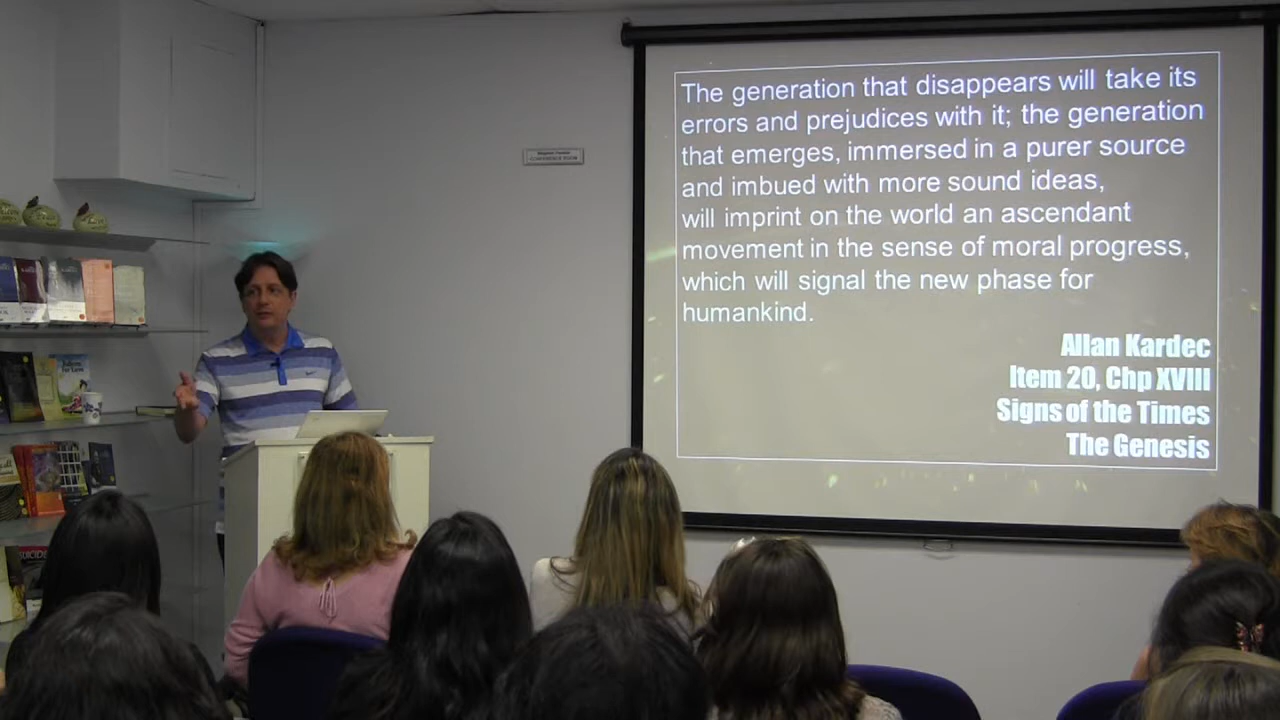 The generation that disappears will take its
errors and prejudices with it; the generation
that emerges, immersed in a purer source
and imbued with more sound ideas,
will imprint on the world an ascendant
movement in the sense of moral progress,
which will signal the new phase for
humankind.
Allan Kardec
Item 20, Chp XVIII
Signs of the Times
The Genesis
CONFERENCE ROOM
SUICIDE